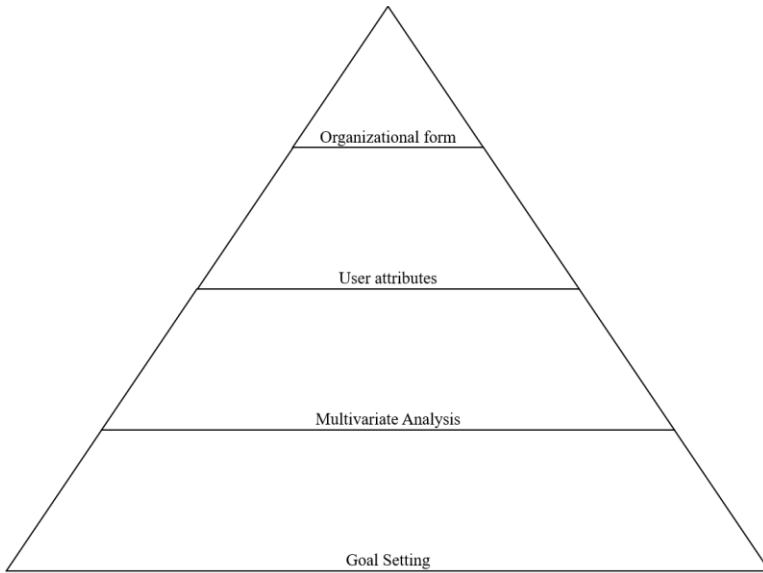 Organizational form
User attributes
Multivariate Analysis
Goal Setting